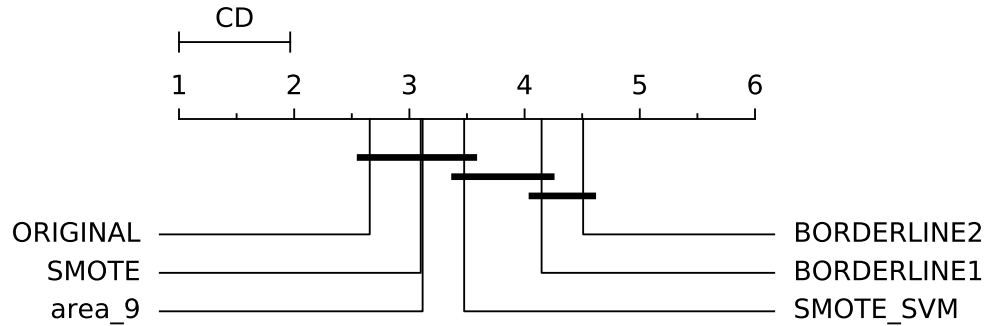 CD
1 2 3 4 5 6
ORIGINAL BORDERLINE2
SMOTE BORDERLINE1
area_9 SMOTE_SVM